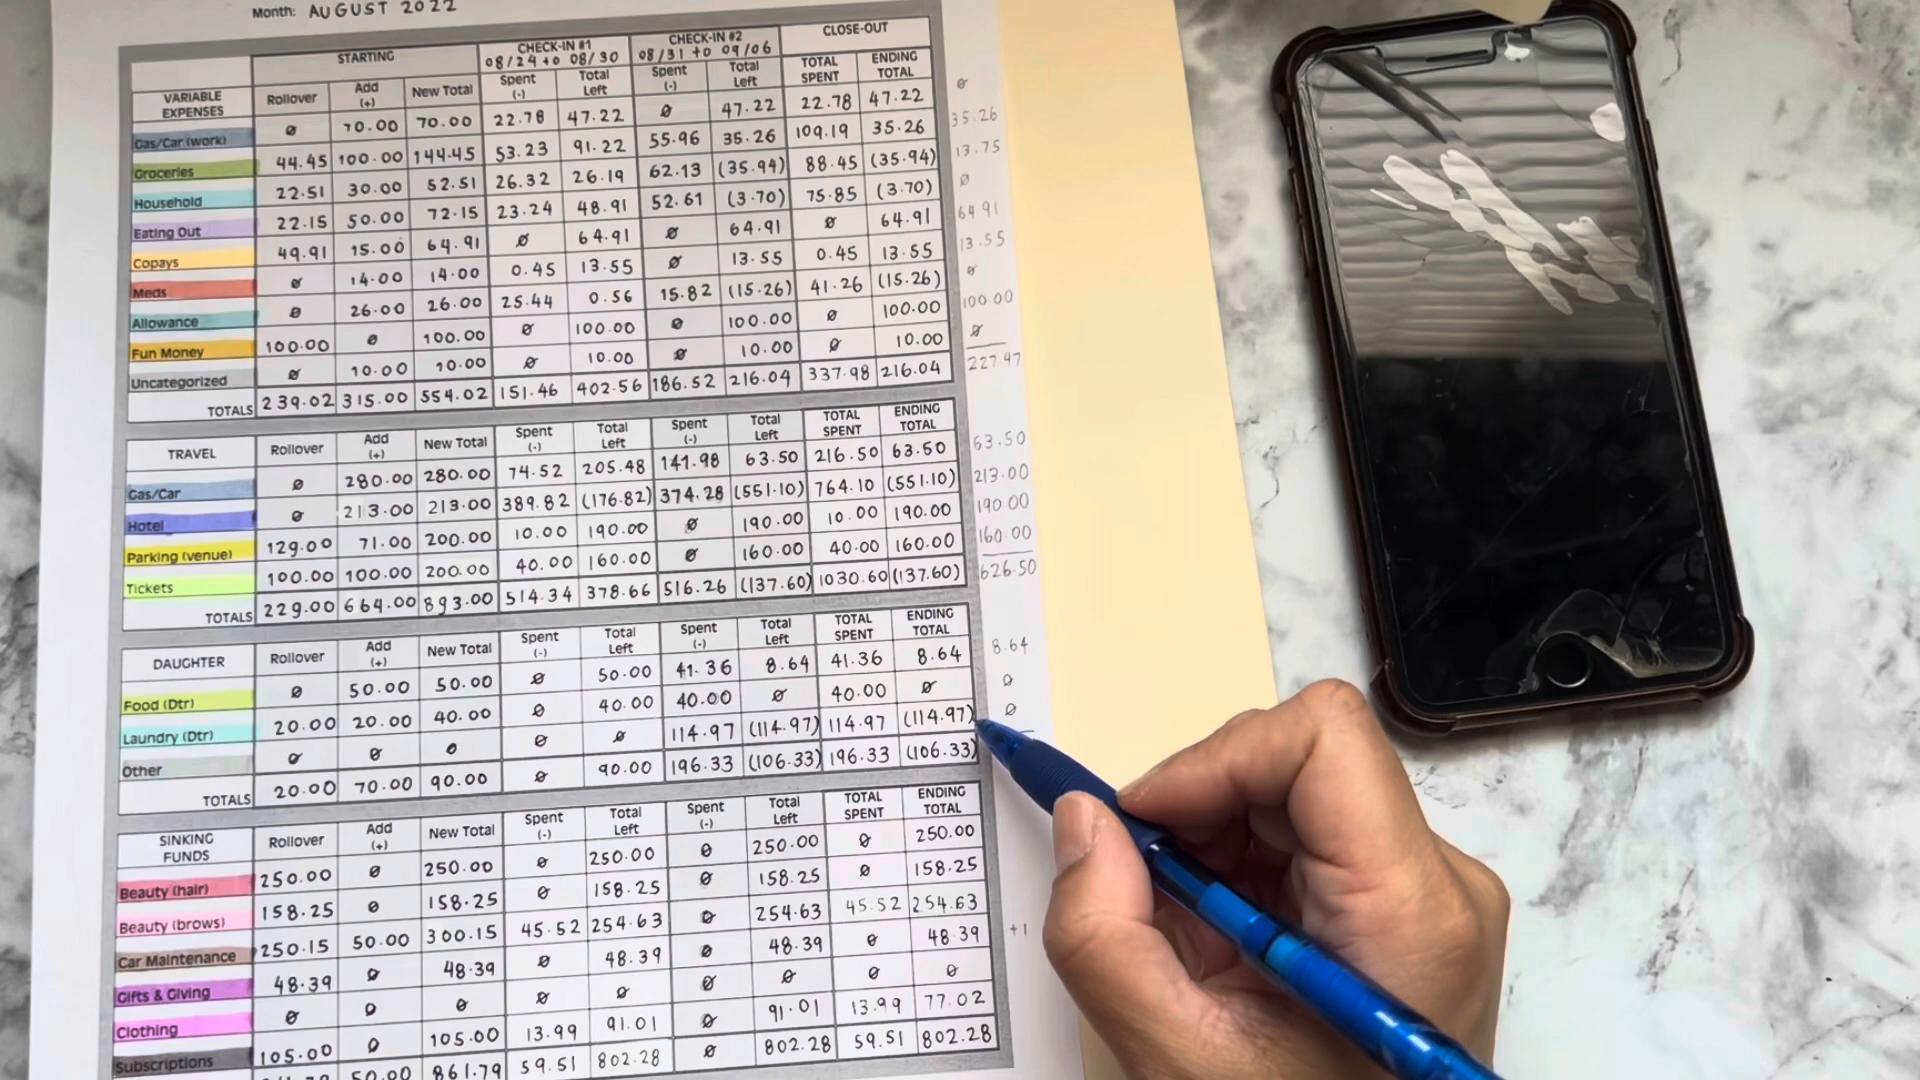 Month: AUGUST 2022
STARTING CHECK-IN #1 08/24 to 08/30 CHECK-IN #2 08/31 to 09/06 CLOSE-OUT
VARIABLE EXPENSES Rollover Add (+) New Total Spent (-) Total Left Spent (-) Total Left TOTAL SPENT ENDING TOTAL
Gas/Car (work) ø 70.00 70.00 22.78 47.22 ø 47.22 22.78 47.22 ø
Groceries 44.45 100.00 144.45 53.23 91.22 55.96 35.26 109.19 35.26 35.26
Household 22.51 30.00 52.51 26.32 26.19 62.13 (35.94) 88.45 (35.94) 13.75
Eating Out 22.15 50.00 72.15 23.24 48.91 52.61 (3.70) 75.85 (3.70) ø
Copays 49.91 15.00 64.91 ø 64.91 ø 64.91 ø 64.91 64.91
Meds ø 14.00 14.00 0.45 13.55 ø 13.55 0.45 13.55 13.55
Allowance ø 26.00 26.00 25.44 0.56 15.82 (15.26) 41.26 (15.26) ø
Fun Money 100.00 ø 100.00 ø 100.00 ø 100.00 ø 100.00 100.00
Uncategorized ø 10.00 10.00 ø 10.00 ø 10.00 ø 10.00 ø
TOTALS 239.02 315.00 554.02 151.46 402.56 186.52 216.04 337.98 216.04 227.47
TRAVEL Rollover Add (+) New Total Spent (-) Total Left Spent (-) Total Left TOTAL SPENT ENDING TOTAL
Gas/Car ø 280.00 280.00 74.52 205.48 141.98 63.50 216.50 63.50 63.50
Hotel ø 213.00 213.00 389.82 (176.82) 374.28 (551.10) 764.10 (551.10) 213.00
Parking (venue) 129.00 71.00 200.00 10.00 190.00 ø 190.00 10.00 190.00 190.00
Tickets 100.00 100.00 200.00 40.00 160.00 ø 160.00 40.00 160.00 160.00
TOTALS 229.00 664.00 893.00 514.34 378.66 516.26 (137.60) 1030.60 (137.60) 626.50
DAUGHTER Rollover Add (+) New Total Spent (-) Total Left Spent (-) Total Left TOTAL SPENT ENDING TOTAL
Food (Dtr) ø 50.00 50.00 ø 50.00 41.36 8.64 41.36 8.64 8.64
Laundry (Dtr) 20.00 20.00 40.00 ø 40.00 40.00 ø 40.00 ø ø
Other ø ø ø ø ø 114.97 (114.97) 114.97 (114.97) ø
TOTALS 20.00 70.00 90.00 ø 90.00 196.33 (106.33) 196.33 (106.33)
SINKING FUNDS Rollover Add (+) New Total Spent (-) Total Left Spent (-) Total Left TOTAL SPENT ENDING TOTAL
Beauty (hair) 250.00 ø 250.00 ø 250.00 ø 250.00 ø 250.00
Beauty (brows) 158.25 ø 158.25 ø 158.25 ø 158.25 ø 158.25
Car Maintenance 250.15 50.00 300.15 45.52 254.63 ø 254.63 45.52 254.63 +1
Gifts & Giving 48.39 ø 48.39 ø 48.39 ø 48.39 ø 48.39
Clothing ø ø ø ø ø ø ø ø ø
Subscriptions 105.00 ø 105.00 13.99 91.01 ø 91.01 13.99 77.02
50.00 861.79 59.51 802.28 ø 802.28 59.51 802.28